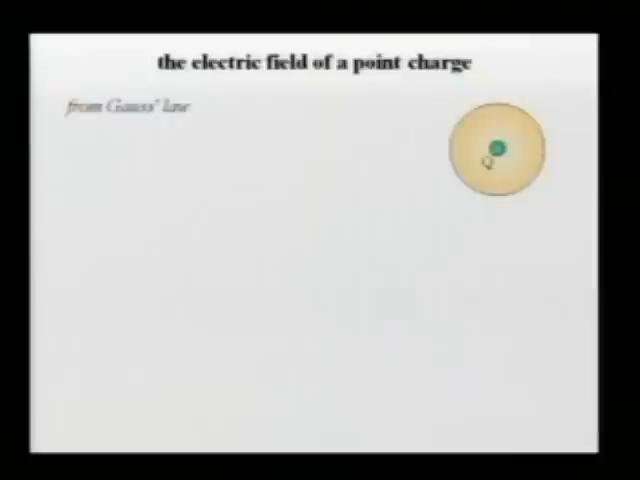 the electric field of a point charge
from Gauss' law
Q